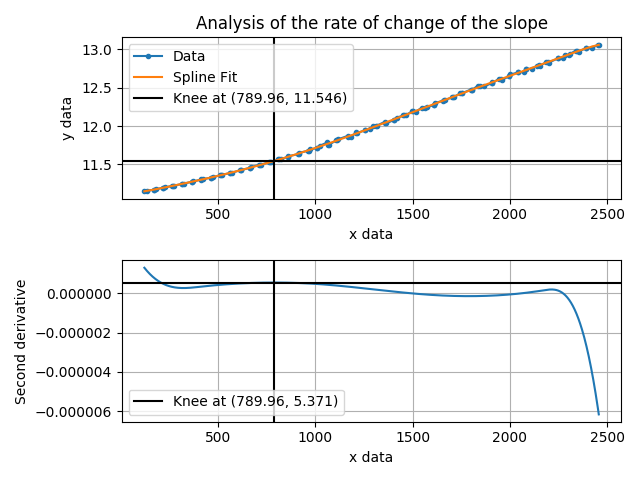 Analysis of the rate of change of the slope
13.0
12.5
12.0
11.5
y data
Data
Spline Fit
Knee at (789.96, 11.546)
500
1000
1500
2000
2500
x data
0.000000
−0.000002
−0.000004
−0.000006
Second derivative
Knee at (789.96, 5.371)
500
1000
1500
2000
2500
x data